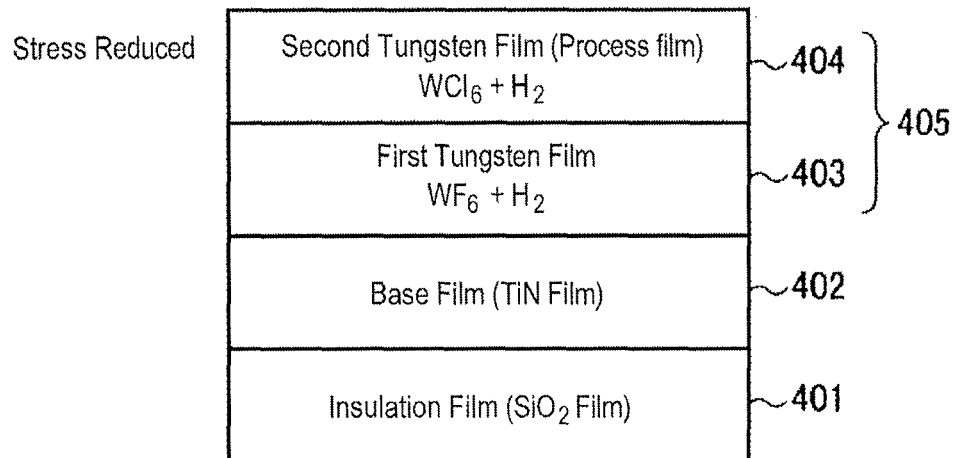 Stress Reduced
Second Tungsten Film (Process film)
WCl6 + H2
404
405
First Tungsten Film
WF6 + H2
403
Base Film (TiN Film)
402
Insulation Film (SiO2 Film)
401